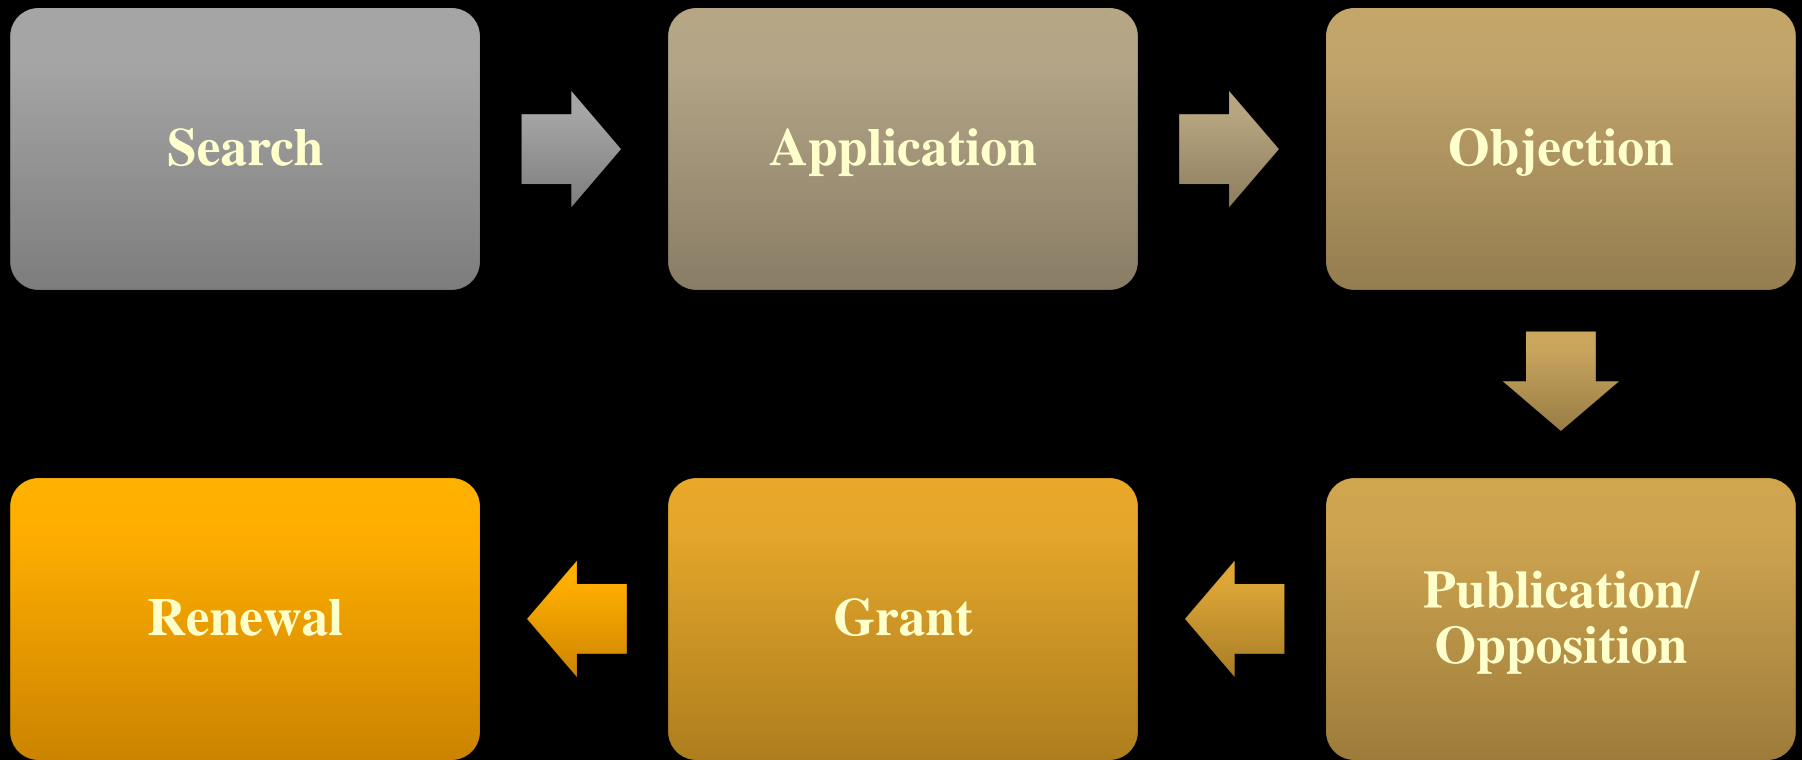 Search
Application
Objection
Publication/
Opposition
Grant
Renewal